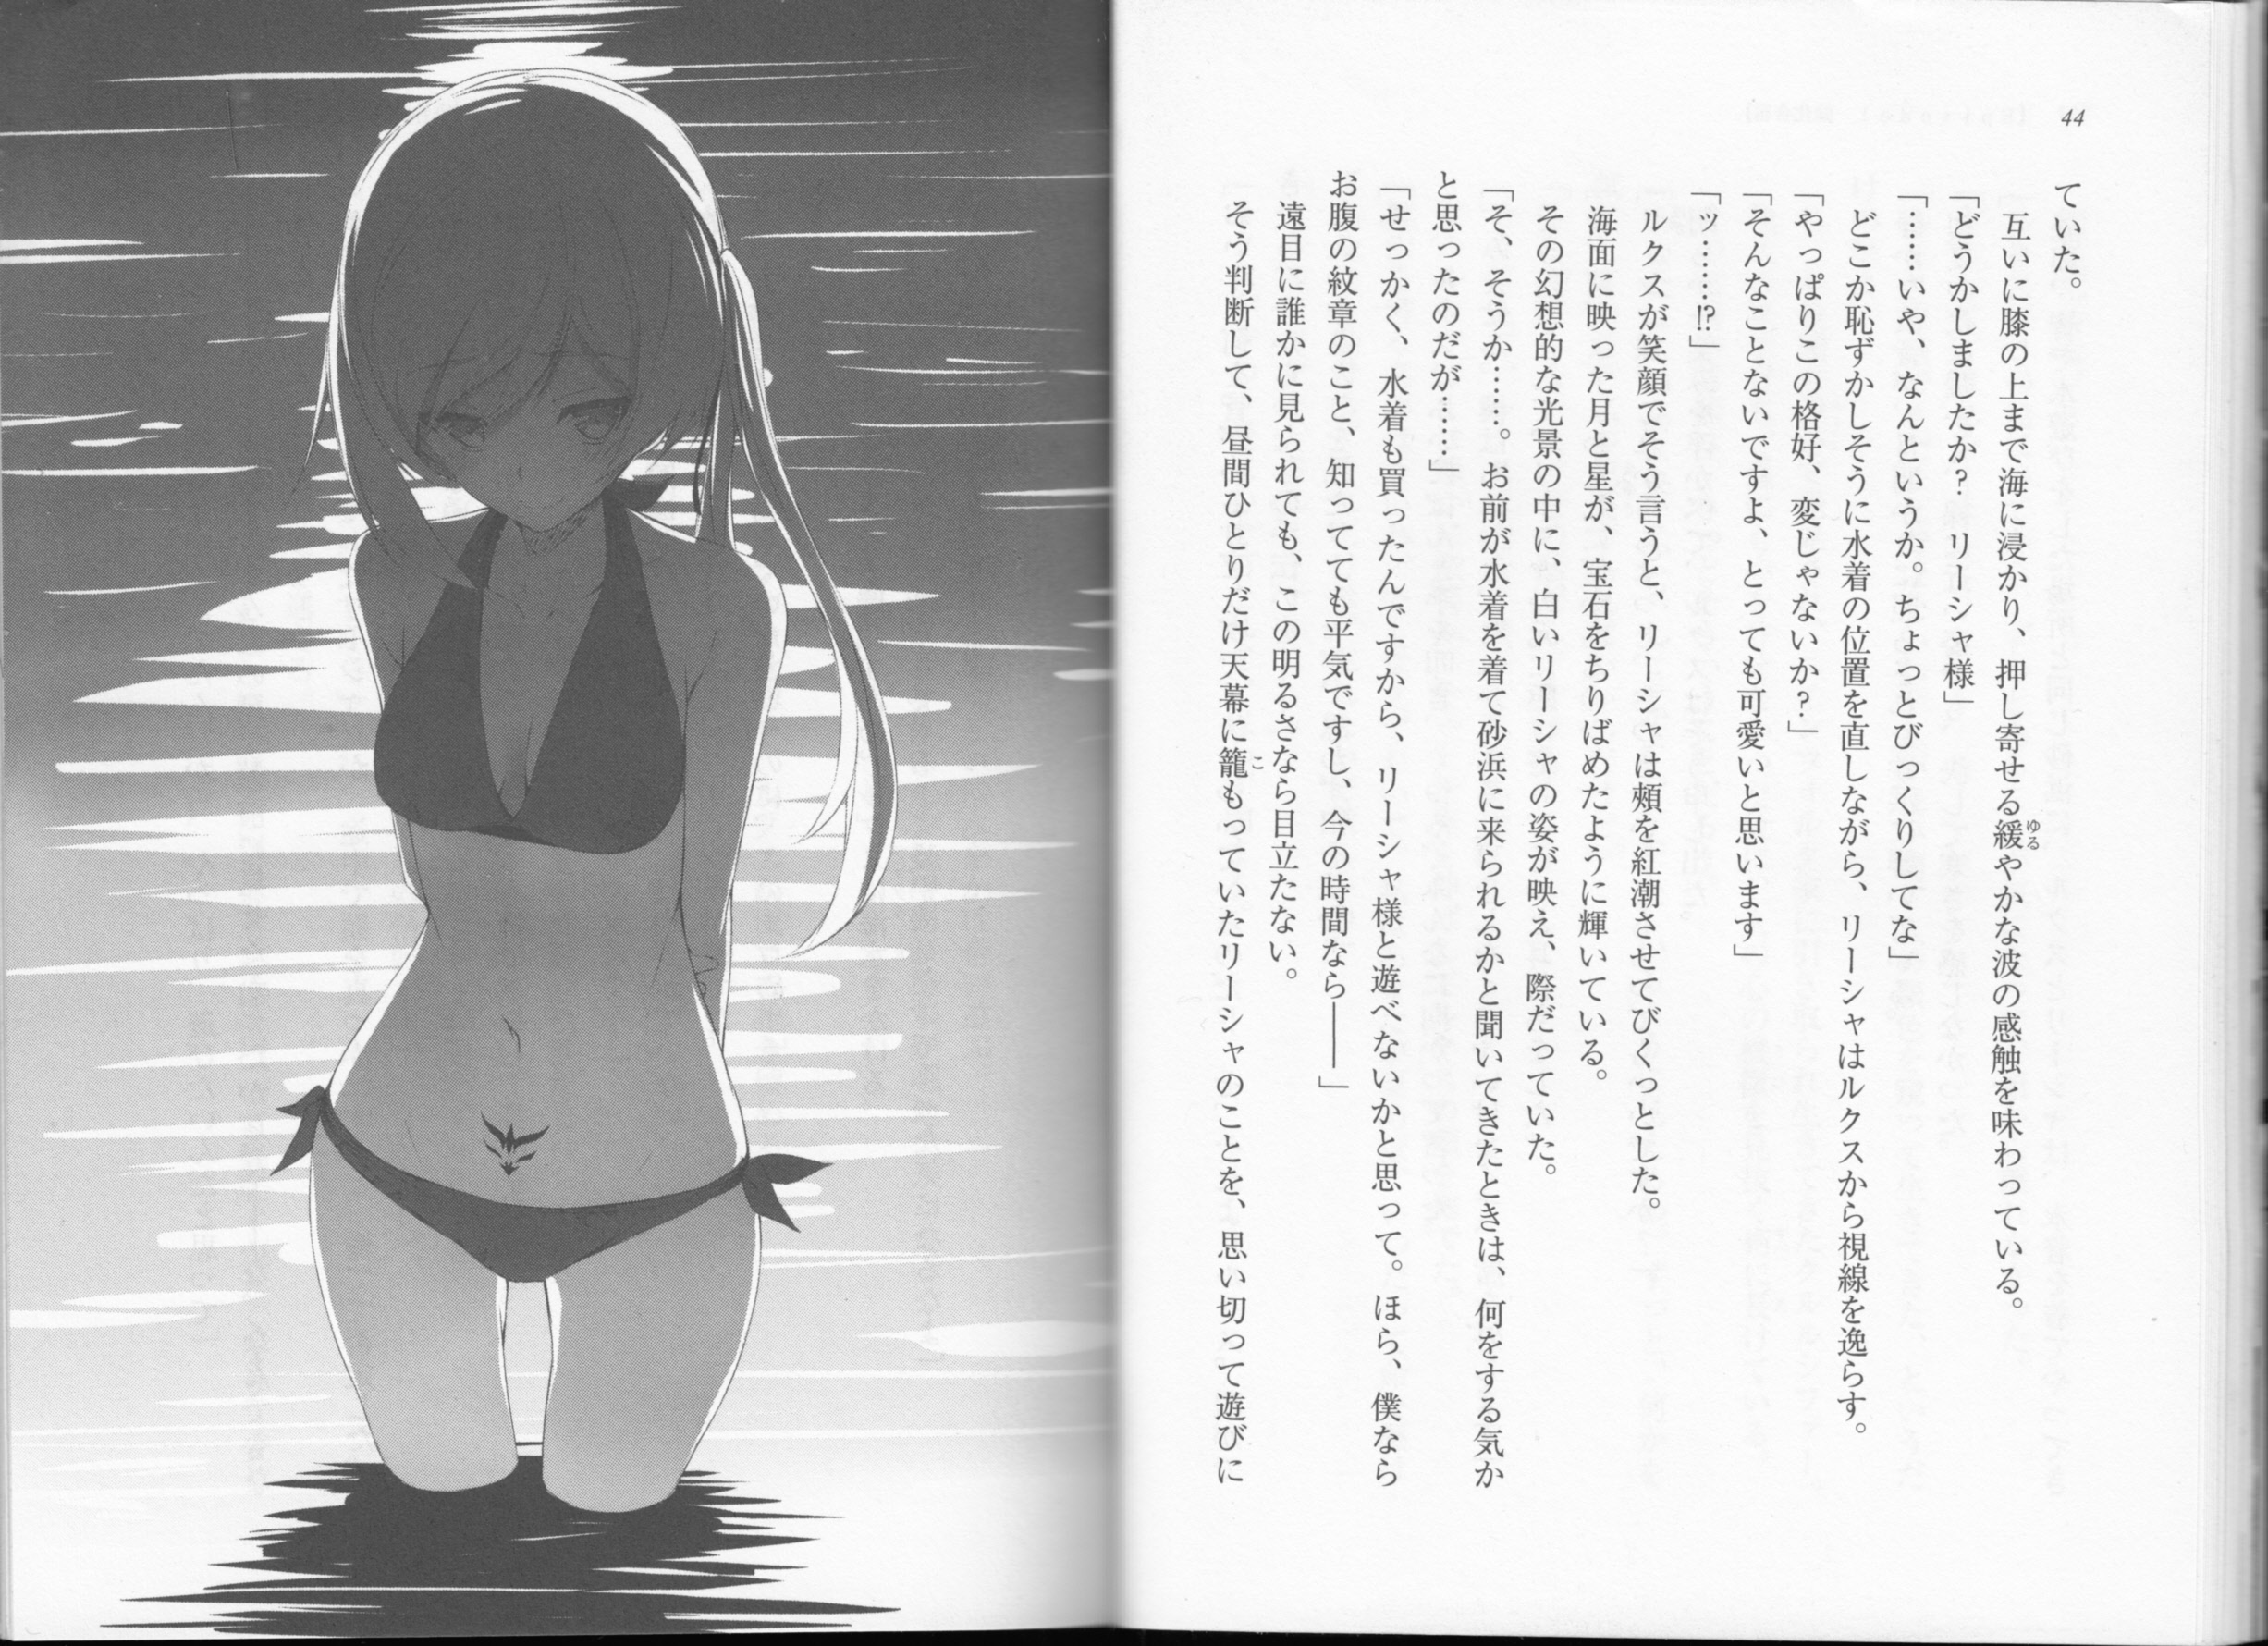 44
ていた。
互いに膝の上まで海に浸かり、押し寄せる緩やかな波の感触を味わっている。
ゆる
「どうかしましたか？　リーシャ様」
「……いや、なんというか。ちょっとびっくりしてな」
どこか恥ずかしそうに水着の位置を直しながら、リーシャはルクスから視線を逸らす。
「やっぱりこの格好、変じゃないか？」
「そんなことないですよ、とっても可愛いと思います」
「ッ……!?」
ルクスが笑顔でそう言うと、リーシャは頰を紅潮させてびくっとした。
海面に映った月と星が、宝石をちりばめたように輝いている。
その幻想的な光景の中に、白いリーシャの姿が映え、際だっていた。
「そ、そうか……。お前が水着を着て砂浜に来られるかと聞いてきたときは、何をする気か
と思ったのだが……」
「せっかく、水着も買ったんですから、リーシャ様と遊べないかと思って。ほら、僕なら
お腹の紋章のこと、知ってても平気ですし、今の時間なら――」
遠目に誰かに見られても、この明るさなら目立たない。
そう判断して、昼間ひとりだけ天幕に籠もっていたリーシャのことを、思い切って遊びに
こ